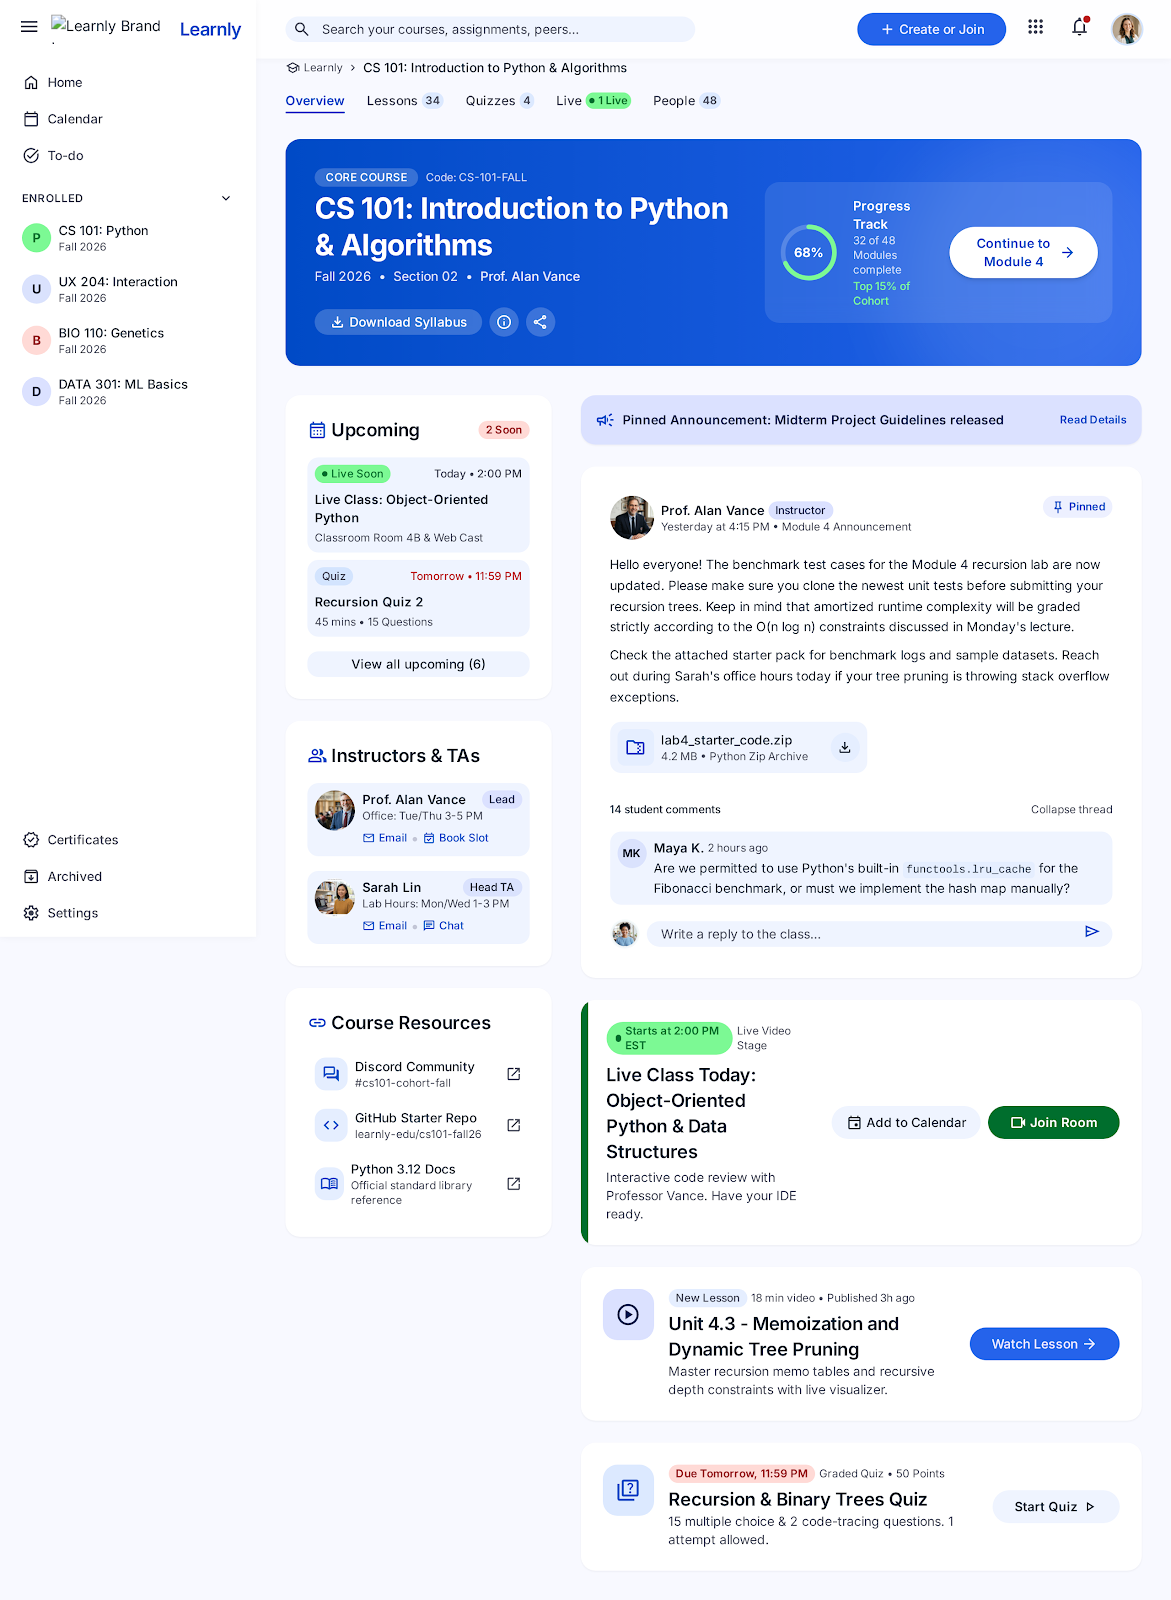 Learnly Brand
Learnly
Search your courses, assignments, peers...
Create or Join
Home
Calendar
To-do
ENROLLED
P
CS 101: Python
Fall 2026
U
UX 204: Interaction
Fall 2026
B
BIO 110: Genetics
Fall 2026
D
DATA 301: ML Basics
Fall 2026
Certificates
Archived
Settings
Learnly > CS 101: Introduction to Python & Algorithms
Overview
Lessons 34
Quizzes 4
Live • 1 Live
People 48
CORE COURSE
Code: CS-101-FALL
CS 101: Introduction to Python
& Algorithms
Fall 2026 • Section 02 • Prof. Alan Vance
Download Syllabus
68%
Progress
Track
32 of 48
Modules
complete
Top 15% of
Cohort
Continue to
Module 4
Upcoming
2 Soon
• Live Soon
Today • 2:00 PM
Live Class: Object-Oriented
Python
Classroom Room 4B & Web Cast
Quiz
Tomorrow • 11:59 PM
Recursion Quiz 2
45 mins • 15 Questions
View all upcoming (6)
Instructors & TAs
Prof. Alan Vance
Lead
Office: Tue/Thu 3-5 PM
Email • Book Slot
Sarah Lin
Head TA
Lab Hours: Mon/Wed 1-3 PM
Email • Chat
Course Resources
Discord Community
#cs101-cohort-fall
GitHub Starter Repo
learnly-edu/cs101-fall26
Python 3.12 Docs
Official standard library
reference
Pinned Announcement: Midterm Project Guidelines released
Read Details
Prof. Alan Vance
Instructor
Yesterday at 4:15 PM • Module 4 Announcement
Pinned
Hello everyone! The benchmark test cases for the Module 4 recursion lab are now
updated. Please make sure you clone the newest unit tests before submitting your
recursion trees. Keep in mind that amortized runtime complexity will be graded
strictly according to the O(n log n) constraints discussed in Monday's lecture.
Check the attached starter pack for benchmark logs and sample datasets. Reach
out during Sarah's office hours today if your tree pruning is throwing stack overflow
exceptions.
lab4_starter_code.zip
4.2 MB • Python Zip Archive
14 student comments
Collapse thread
MK
Maya K. 2 hours ago
Are we permitted to use Python's built-in functools.lru_cache for the
Fibonacci benchmark, or must we implement the hash map manually?
Write a reply to the class...
Starts at 2:00 PM
EST
Live Video
Stage
Live Class Today:
Object-Oriented
Python & Data
Structures
Interactive code review with
Professor Vance. Have your IDE
ready.
Add to Calendar
Join Room
New Lesson
18 min video • Published 3h ago
Unit 4.3 - Memoization and
Dynamic Tree Pruning
Master recursion memo tables and recursive
depth constraints with live visualizer.
Watch Lesson
Due Tomorrow, 11:59 PM
Graded Quiz • 50 Points
Recursion & Binary Trees Quiz
15 multiple choice & 2 code-tracing questions. 1
attempt allowed.
Start Quiz